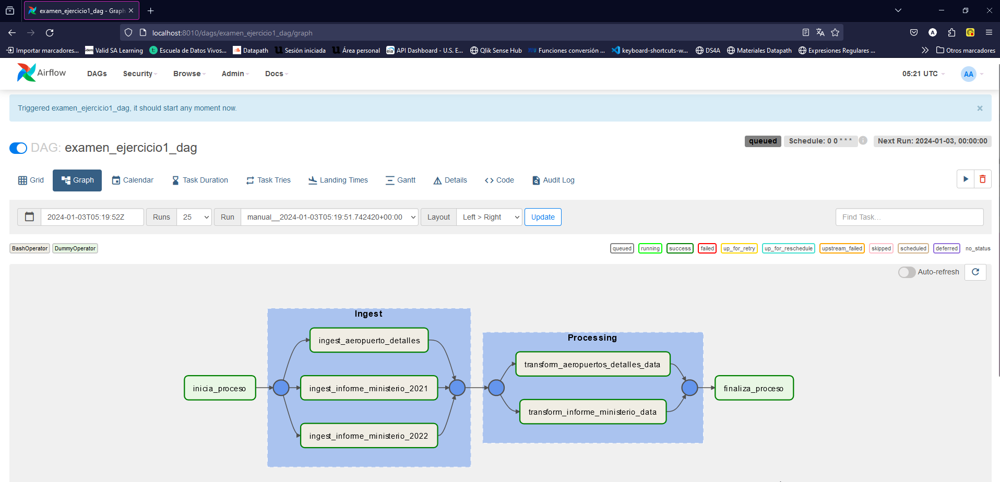 examen_ejercicio1_dag - Graph
localhost:8010/dags/examen_ejercicio1_dag/graph
Importar marcadores... Valid SA Learning Escuela de Datos Vivos... Datapath Sesión iniciada Área personal API Dashboard - U.S. E... Qlik Sense Hub Funciones conversión ... keyboard-shortcuts-w... DS4A Materiales Datapath Expresiones Regulares ... Otros marcadores
Airflow DAGs Security Browse Admin Docs 05:21 UTC AA
Triggered examen_ejercicio1_dag, it should start any moment now. ×
DAG: examen_ejercicio1_dag queued Schedule: 0 0 * * * Next Run: 2024-01-03, 00:00:00
Grid Graph Calendar Task Duration Task Tries Landing Times Gantt Details Code Audit Log
2024-01-03T05:19:52Z Runs 25 Run manual__2024-01-03T05:19:51.742420+00:00 Layout Left > Right Update Find Task...
BashOperator DummyOperator queued running success failed up_for_retry up_for_reschedule upstream_failed skipped scheduled deferred no_status
Auto-refresh
Ingest
ingest_aeropuerto_detalles
Processing
transform_aeropuertos_detalles_data
inicia_proceso
ingest_informe_ministerio_2021
finaliza_proceso
transform_informe_ministerio_data
ingest_informe_ministerio_2022